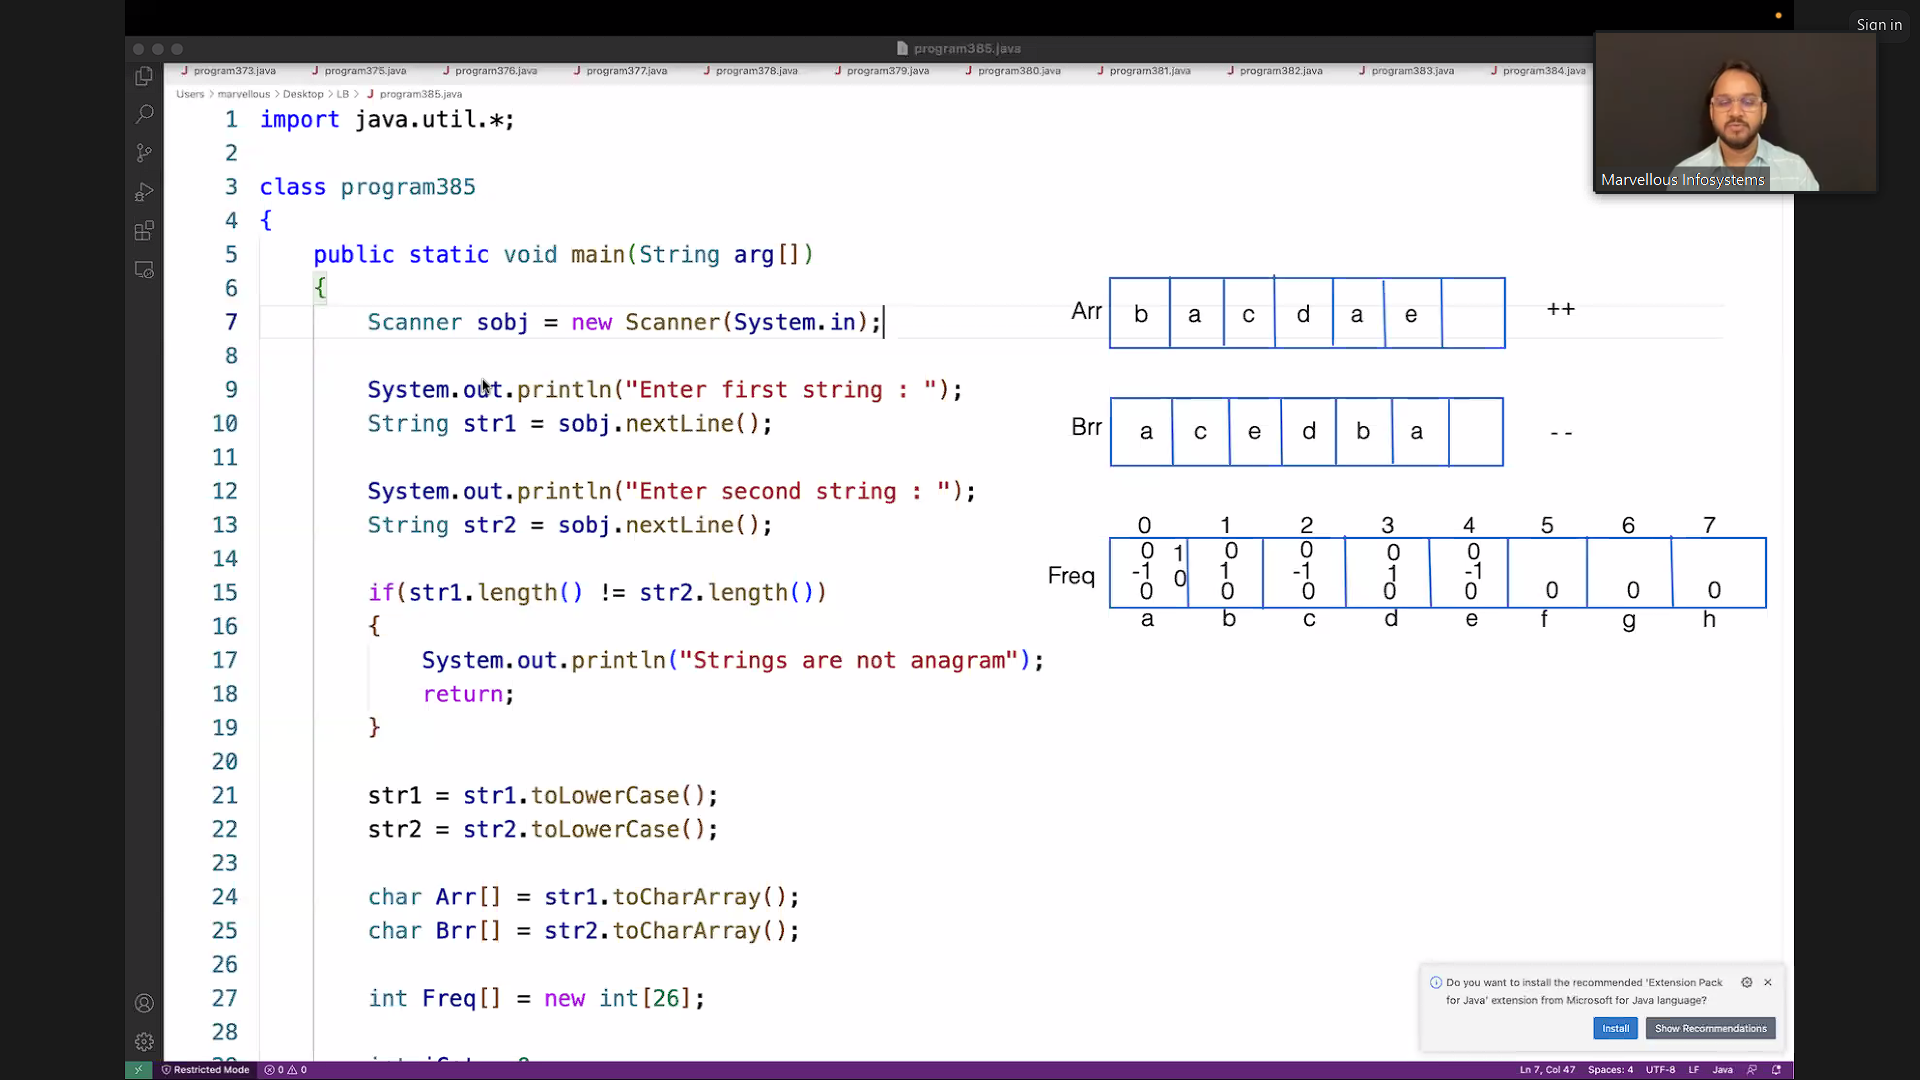 Sign in
program385.java
program373.java program375.java program376.java program377.java program378.java program379.java program380.java program381.java program382.java program383.java program384.java
Users > marvellous > Desktop > LB > program385.java
Marvellous Infosystems
1 import java.util.*;
2
3 class program385
4 {
5 public static void main(String arg[])
6 {
7 Scanner sobj = new Scanner(System.in);
8
9 System.out.println("Enter first string : ");
10 String str1 = sobj.nextLine();
11
12 System.out.println("Enter second string : ");
13 String str2 = sobj.nextLine();
14
15 if(str1.length() != str2.length())
16 {
17 System.out.println("Strings are not anagram");
18 return;
19 }
20
21 str1 = str1.toLowerCase();
22 str2 = str2.toLowerCase();
23
24 char Arr[] = str1.toCharArray();
25 char Brr[] = str2.toCharArray();
26
27 int Freq[] = new int[26];
28
Arr b a c d a e ++
Brr a c e d b a --
0 1 2 3 4 5 6 7
0 1 0 0 0 0
Freq -1 0 1 -1 1 -1
0 0 0 0 0 0 0 0
a b c d e f g h
Do you want to install the recommended 'Extension Pack
for Java' extension from Microsoft for Java language?
Install Show Recommendations
Restricted Mode 0 0 Ln 7, Col 47 Spaces: 4 UTF-8 LF Java